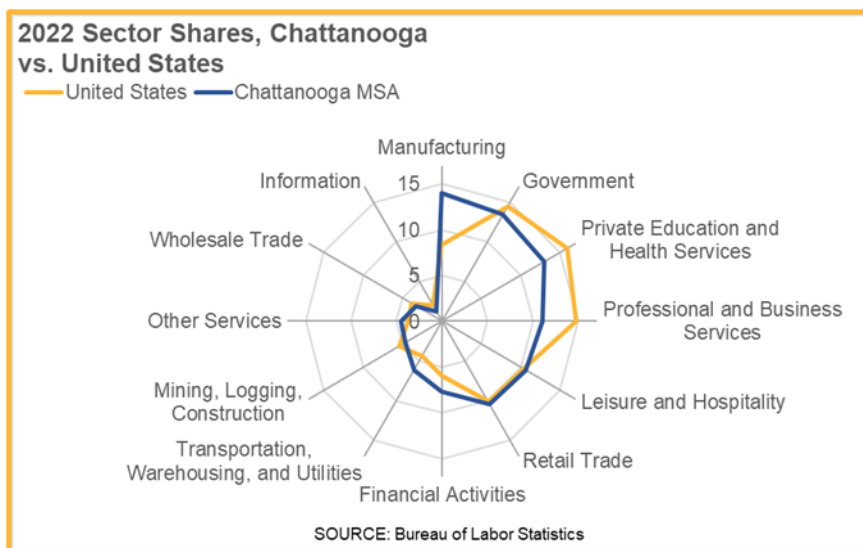 2022 Sector Shares, Chattanooga
vs. United States
United States
Chattanooga MSA
Manufacturing
Information
Government
15
Wholesale Trade
10
Private Education and
Health Services
5
Other Services
0
Professional and Business
Services
Mining, Logging,
Construction
Leisure and Hospitality
Transportation,
Warehousing, and Utilities
Retail Trade
Financial Activities
SOURCE: Bureau of Labor Statistics